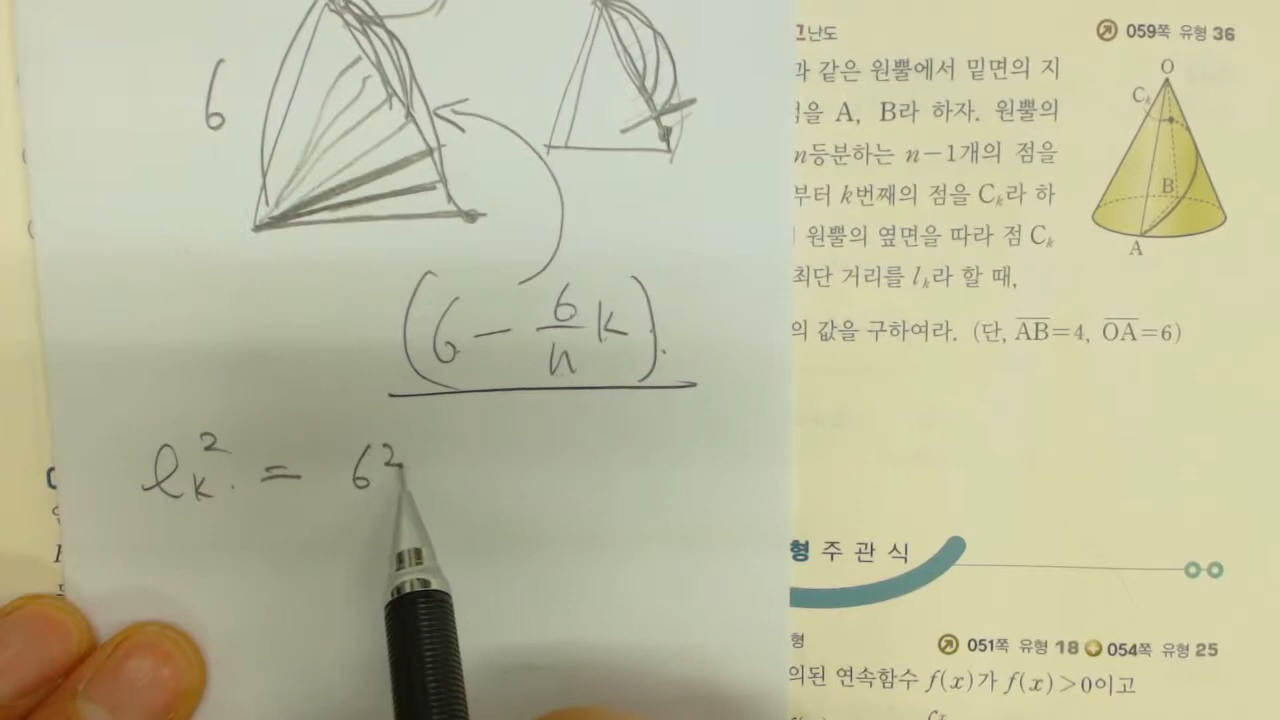 6
(6 - 6/n k).
l_k^2 = 6^2
난도
059쪽 유형 36
과 같은 원뿔에서 밑면의 지
을 A, B라 하자. 원뿔의
n등분하는 n-1개의 점을
부터 k번째의 점을 C_k라 하
원뿔의 옆면을 따라 점 C_k
최단 거리를 l_k라 할 때,
의 값을 구하여라. (단, AB=4, OA=6)
O
C_k
B
A
형 주 관 식
형
051쪽 유형 18 054쪽 유형 25
의된 연속함수 f(x)가 f(x)>0이고